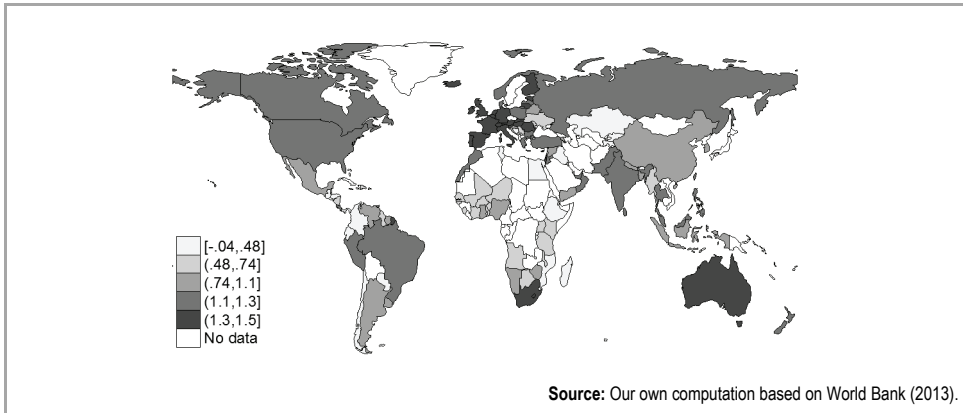 [-.04,.48]
(.48,.74]
(.74,1.1]
(1.1,1.3]
(1.3,1.5]
No data
Source: Our own computation based on World Bank (2013).